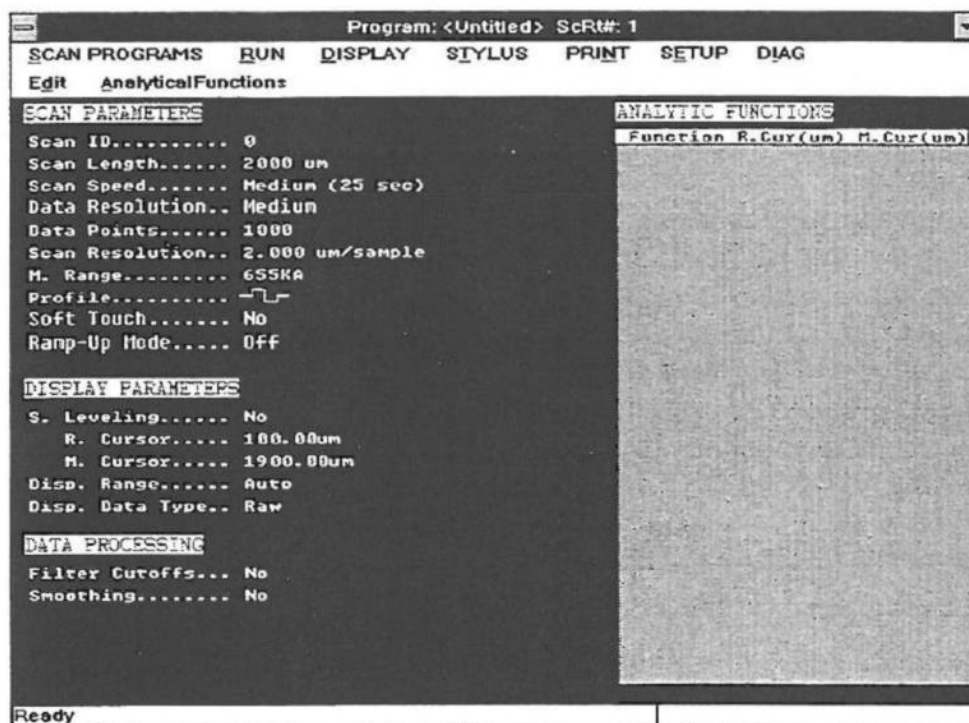 Program: <Untitled> ScRt#: 1
SCAN PROGRAMS RUN DISPLAY STYLUS PRINT SETUP DIAG
Edit AnalyticalFunctions
SCAN PARAMETERS
Scan ID.......... 0
Scan Length...... 2000 um
Scan Speed....... Medium (25 sec)
Data Resolution.. Medium
Data Points...... 1000
Scan Resolution.. 2.000 um/sample
M. Range......... 655KA
Profile..........
Soft Touch....... No
Ramp-Up Mode..... Off
DISPLAY PARAMETERS
S. Leveling...... No
R. Cursor..... 100.00um
M. Cursor..... 1900.00um
Disp. Range...... Auto
Disp. Data Type.. Raw
DATA PROCESSING
Filter Cutoffs... No
Smoothing........ No
ANALYTIC FUNCTIONS
Function R.Cur(um) M.Cur(um)
Ready